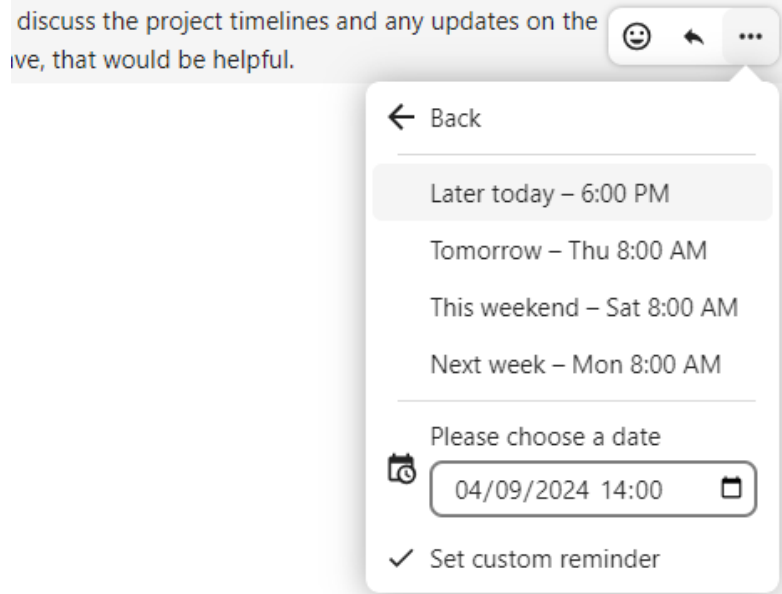 discuss the project timelines and any updates on the
ve, that would be helpful.
Back
Later today – 6:00 PM
Tomorrow – Thu 8:00 AM
This weekend – Sat 8:00 AM
Next week – Mon 8:00 AM
Please choose a date
04/09/2024 14:00
Set custom reminder